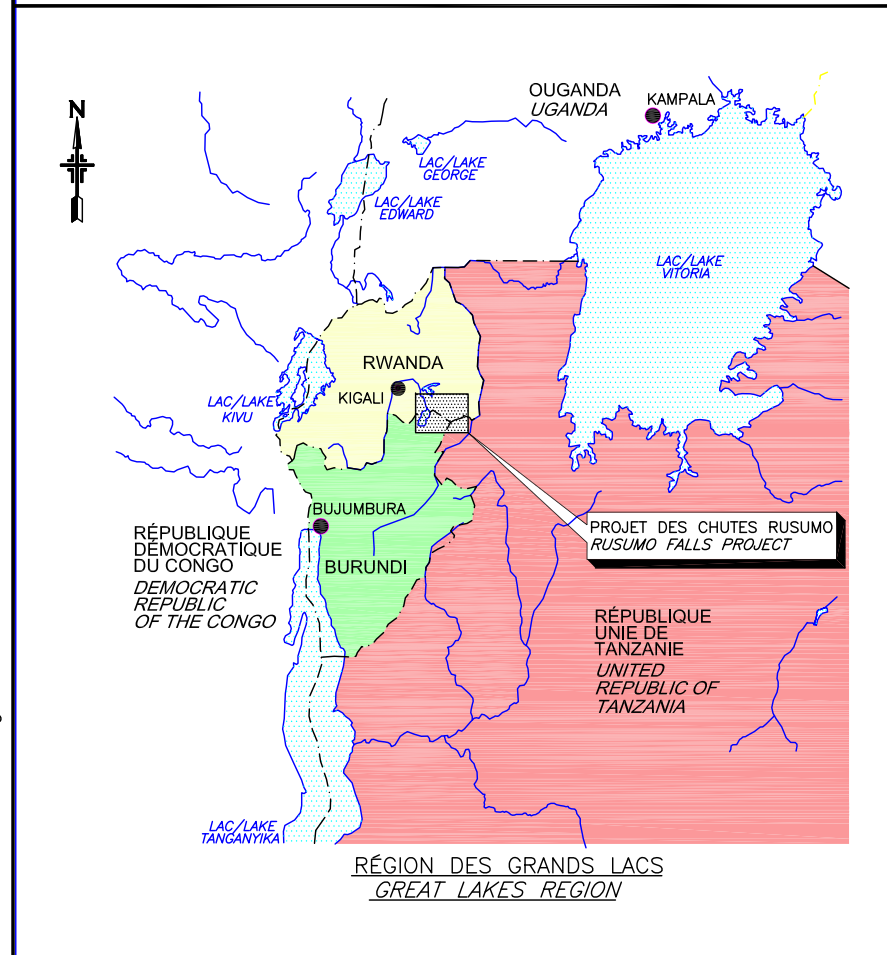 OUGANDA
UGANDA
KAMPALA
N
LAC/LAKE
GEORGE
LAC/LAKE
EDWARD
LAC/LAKE
VITORIA
RWANDA
KIGALI
LAC/LAKE
KIVU
BUJUMBURA
BURUNDI
RÉPUBLIQUE
DÉMOCRATIQUE
DU CONGO
DEMOCRATIC
REPUBLIC
OF THE CONGO
PROJET DES CHUTES RUSUMO
RUSUMO FALLS PROJECT
RÉPUBLIQUE
UNIE DE
TANZANIE
UNITED
REPUBLIC OF
TANZANIA
LAC/LAKE
TANGANYIKA
RÉGION DES GRANDS LACS
GREAT LAKES REGION